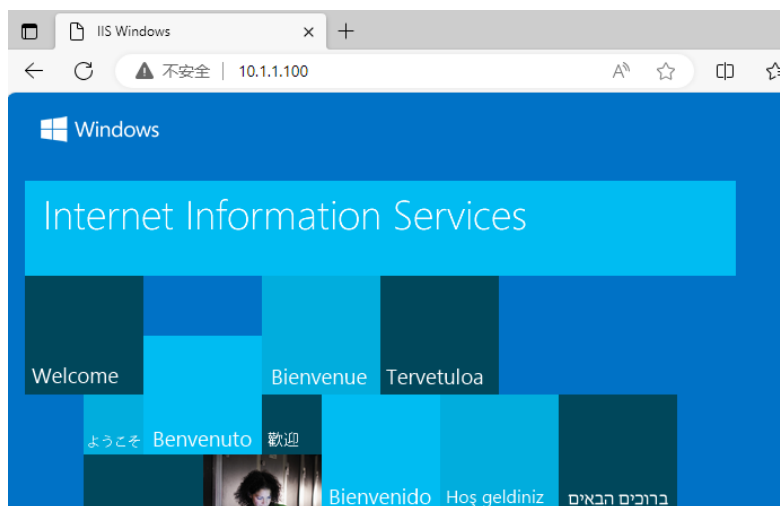 IIS Windows
不安全 | 10.1.1.100
Windows
Internet Information Services
Welcome
Bienvenue
Tervetuloa
ようこそ
Benvenuto
歡迎
Bienvenido
Hoş geldiniz
ברוכים הבאים